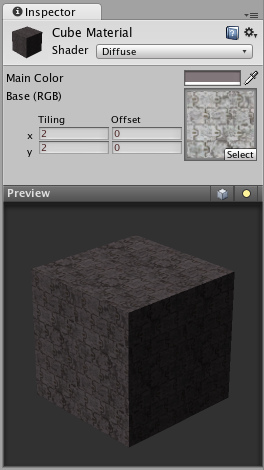 Inspector
Cube Material
Shader Diffuse
Main Color
Base (RGB)
Tiling Offset
x 2 0
y 2 0
Select
Preview